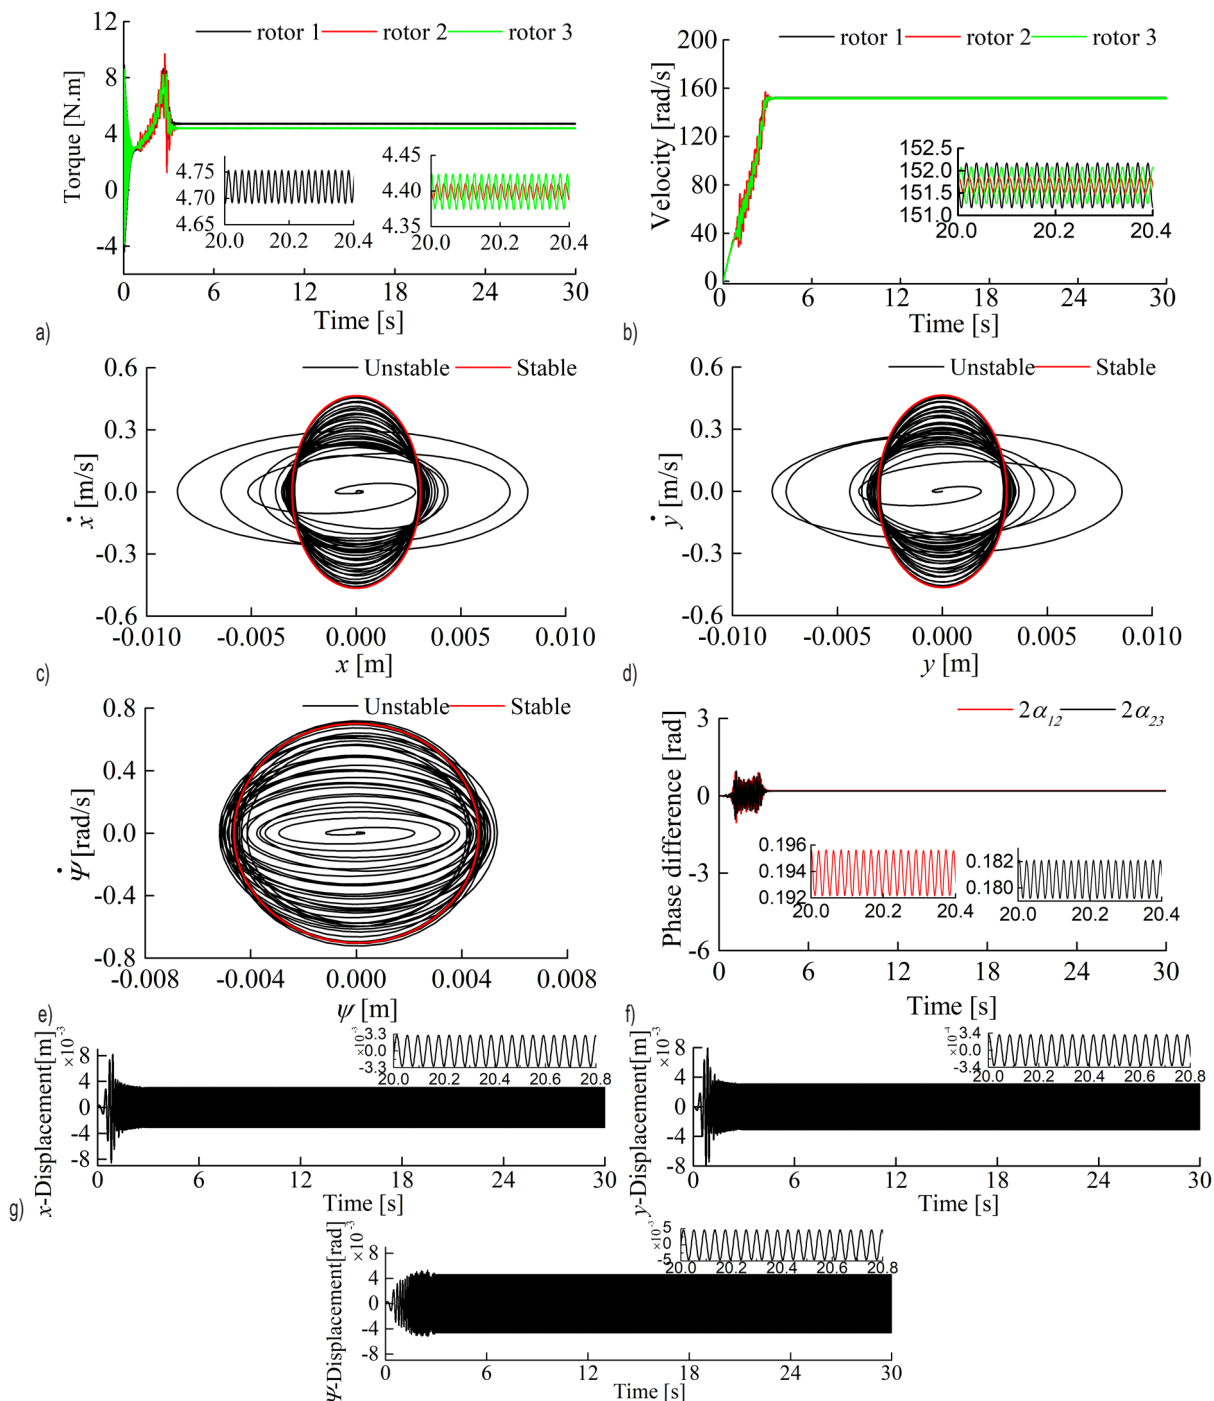 12
8
4
0
-4
Torque [N.m]
rotor 1 rotor 2 rotor 3
4.75
4.70
4.65
20.0 20.2 20.4
4.45
4.40
4.35
20.0 20.2 20.4
0 6 12 18 24 30
Time [s]
a)
200
160
120
80
40
0
Velocity [rad/s]
rotor 1 rotor 2 rotor 3
152.5
152.0
151.5
151.0
20.0 20.2 20.4
0 6 12 18 24 30
Time [s]
b)
0.6
0.3
0.0
-0.3
-0.6
ẋ [m/s]
Unstable Stable
-0.010 -0.005 0.000 0.005 0.010
x [m]
c)
0.6
0.3
0.0
-0.3
-0.6
ẏ [m/s]
Unstable Stable
-0.010 -0.005 0.000 0.005 0.010
y [m]
d)
0.8
0.4
0.0
-0.4
-0.8
Ψ̇ [rad/s]
Unstable Stable
-0.008 -0.004 0.000 0.004 0.008
ψ [m]
e)
3
0
-3
-6
Phase difference [rad]
2α₁₂ 2α₂₃
0.196
0.194
0.192
20.0 20.2 20.4
0.182
0.180
20.0 20.2 20.4
0 6 12 18 24 30
Time [s]
f)
x-Displacement[m]
×10⁻³
8
4
0
-4
-8
×10⁻³
3.3
0.0
-3.3
20.0 20.2 20.4 20.6 20.8
0 6 12 18 24 30
Time [s]
g)
y-Displacement[m]
×10⁻³
8
4
0
-4
-8
×10⁻⁴
3.4
0.0
-3.4
20.0 20.2 20.4 20.6 20.8
0 6 12 18 24 30
Time [s]
Ψ-Displacement[rad]
×10⁻³
8
4
0
-4
-8
×10⁻³
5
0
-5
20.0 20.2 20.4 20.6 20.8
0 6 12 18 24 30
Time [s]